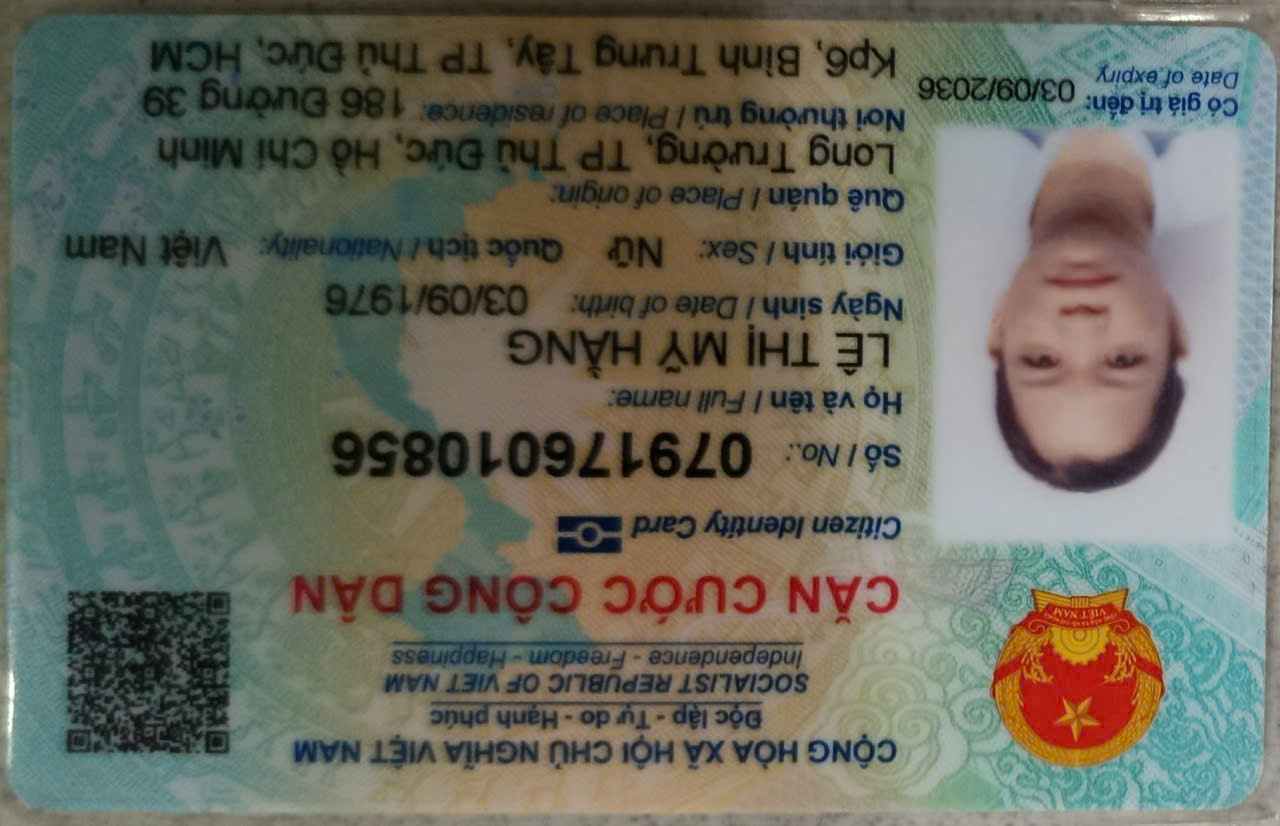 CỘNG HÒA XÃ HỘI CHỦ NGHĨA VIỆT NAM
Độc lập - Tự do - Hạnh phúc
SOCIALIST REPUBLIC OF VIET NAM
Independence - Freedom - Happiness
CĂN CƯỚC CÔNG DÂN
Citizen Identity Card
Số / No.: 079176010856
Họ và tên / Full name:
LÊ THỊ MỸ HẰNG
Ngày sinh / Date of birth: 03/09/1976
Giới tính / Sex: Nữ Quốc tịch / Nationality: Việt Nam
Quê quán / Place of origin:
Long Trường, TP Thủ Đức, Hồ Chí Minh
Nơi thường trú / Place of residence: 186 Đường 39
Kp6, Bình Trưng Tây, TP Thủ Đức, HCM
Có giá trị đến: 03/09/2036
Date of expiry
VIỆT NAM